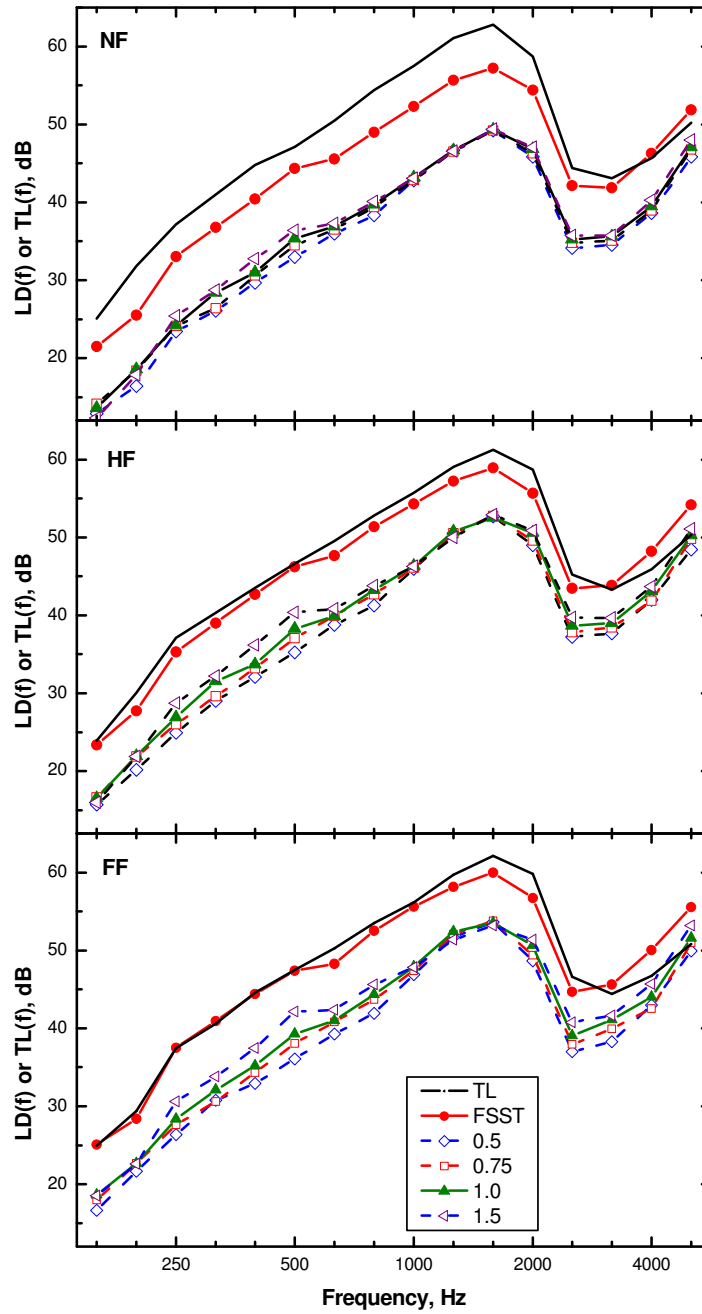 NF
60
50
40
30
20
LD(f) or TL(f), dB
HF
60
50
40
30
20
LD(f) or TL(f), dB
FF
60
50
40
30
20
LD(f) or TL(f), dB
TL
FSST
0.5
0.75
1.0
1.5
250 500 1000 2000 4000
Frequency, Hz